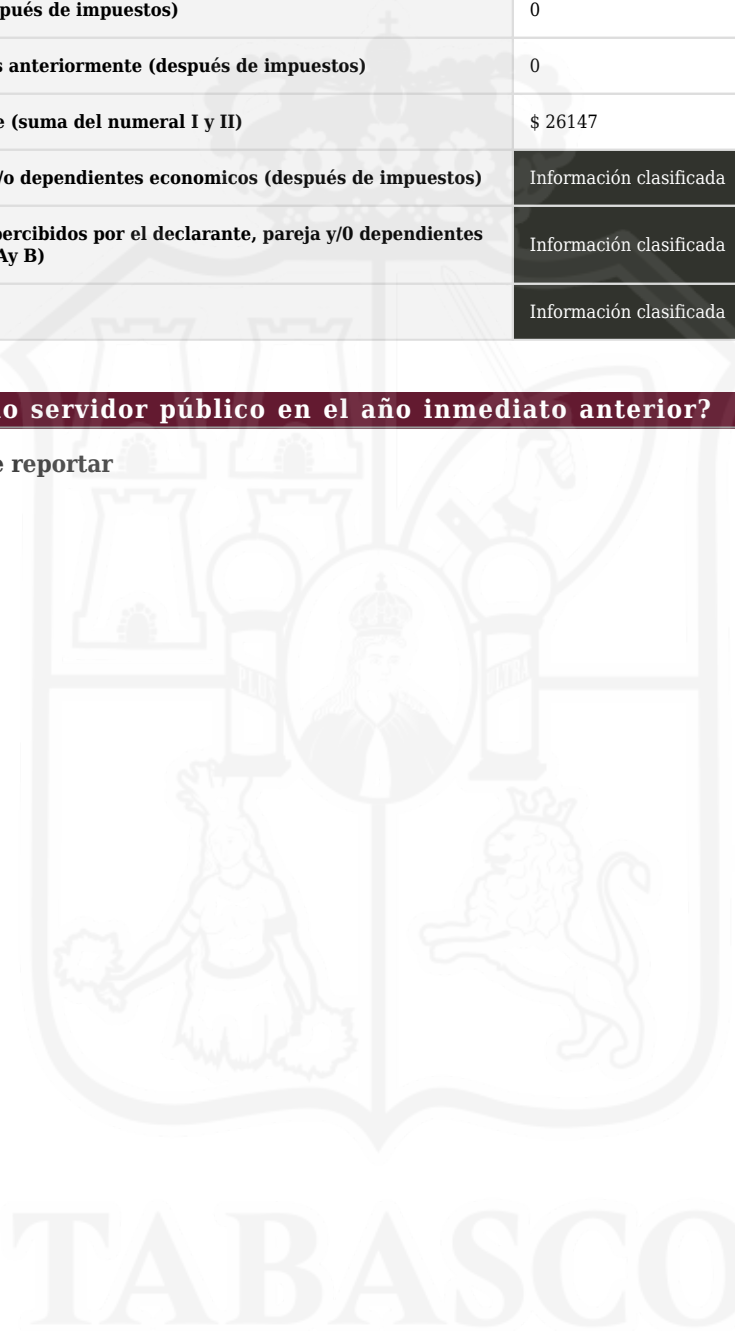 pués de impuestos) 0
s anteriormente (después de impuestos) 0
e (suma del numeral I y II) $ 26147
/o dependientes economicos (después de impuestos) Información clasificada
percibidos por el declarante, pareja y/0 dependientes
Ay B) Información clasificada
Información clasificada
o servidor público en el año inmediato anterior?
e reportar
PLUS ULTRA
TABASCO